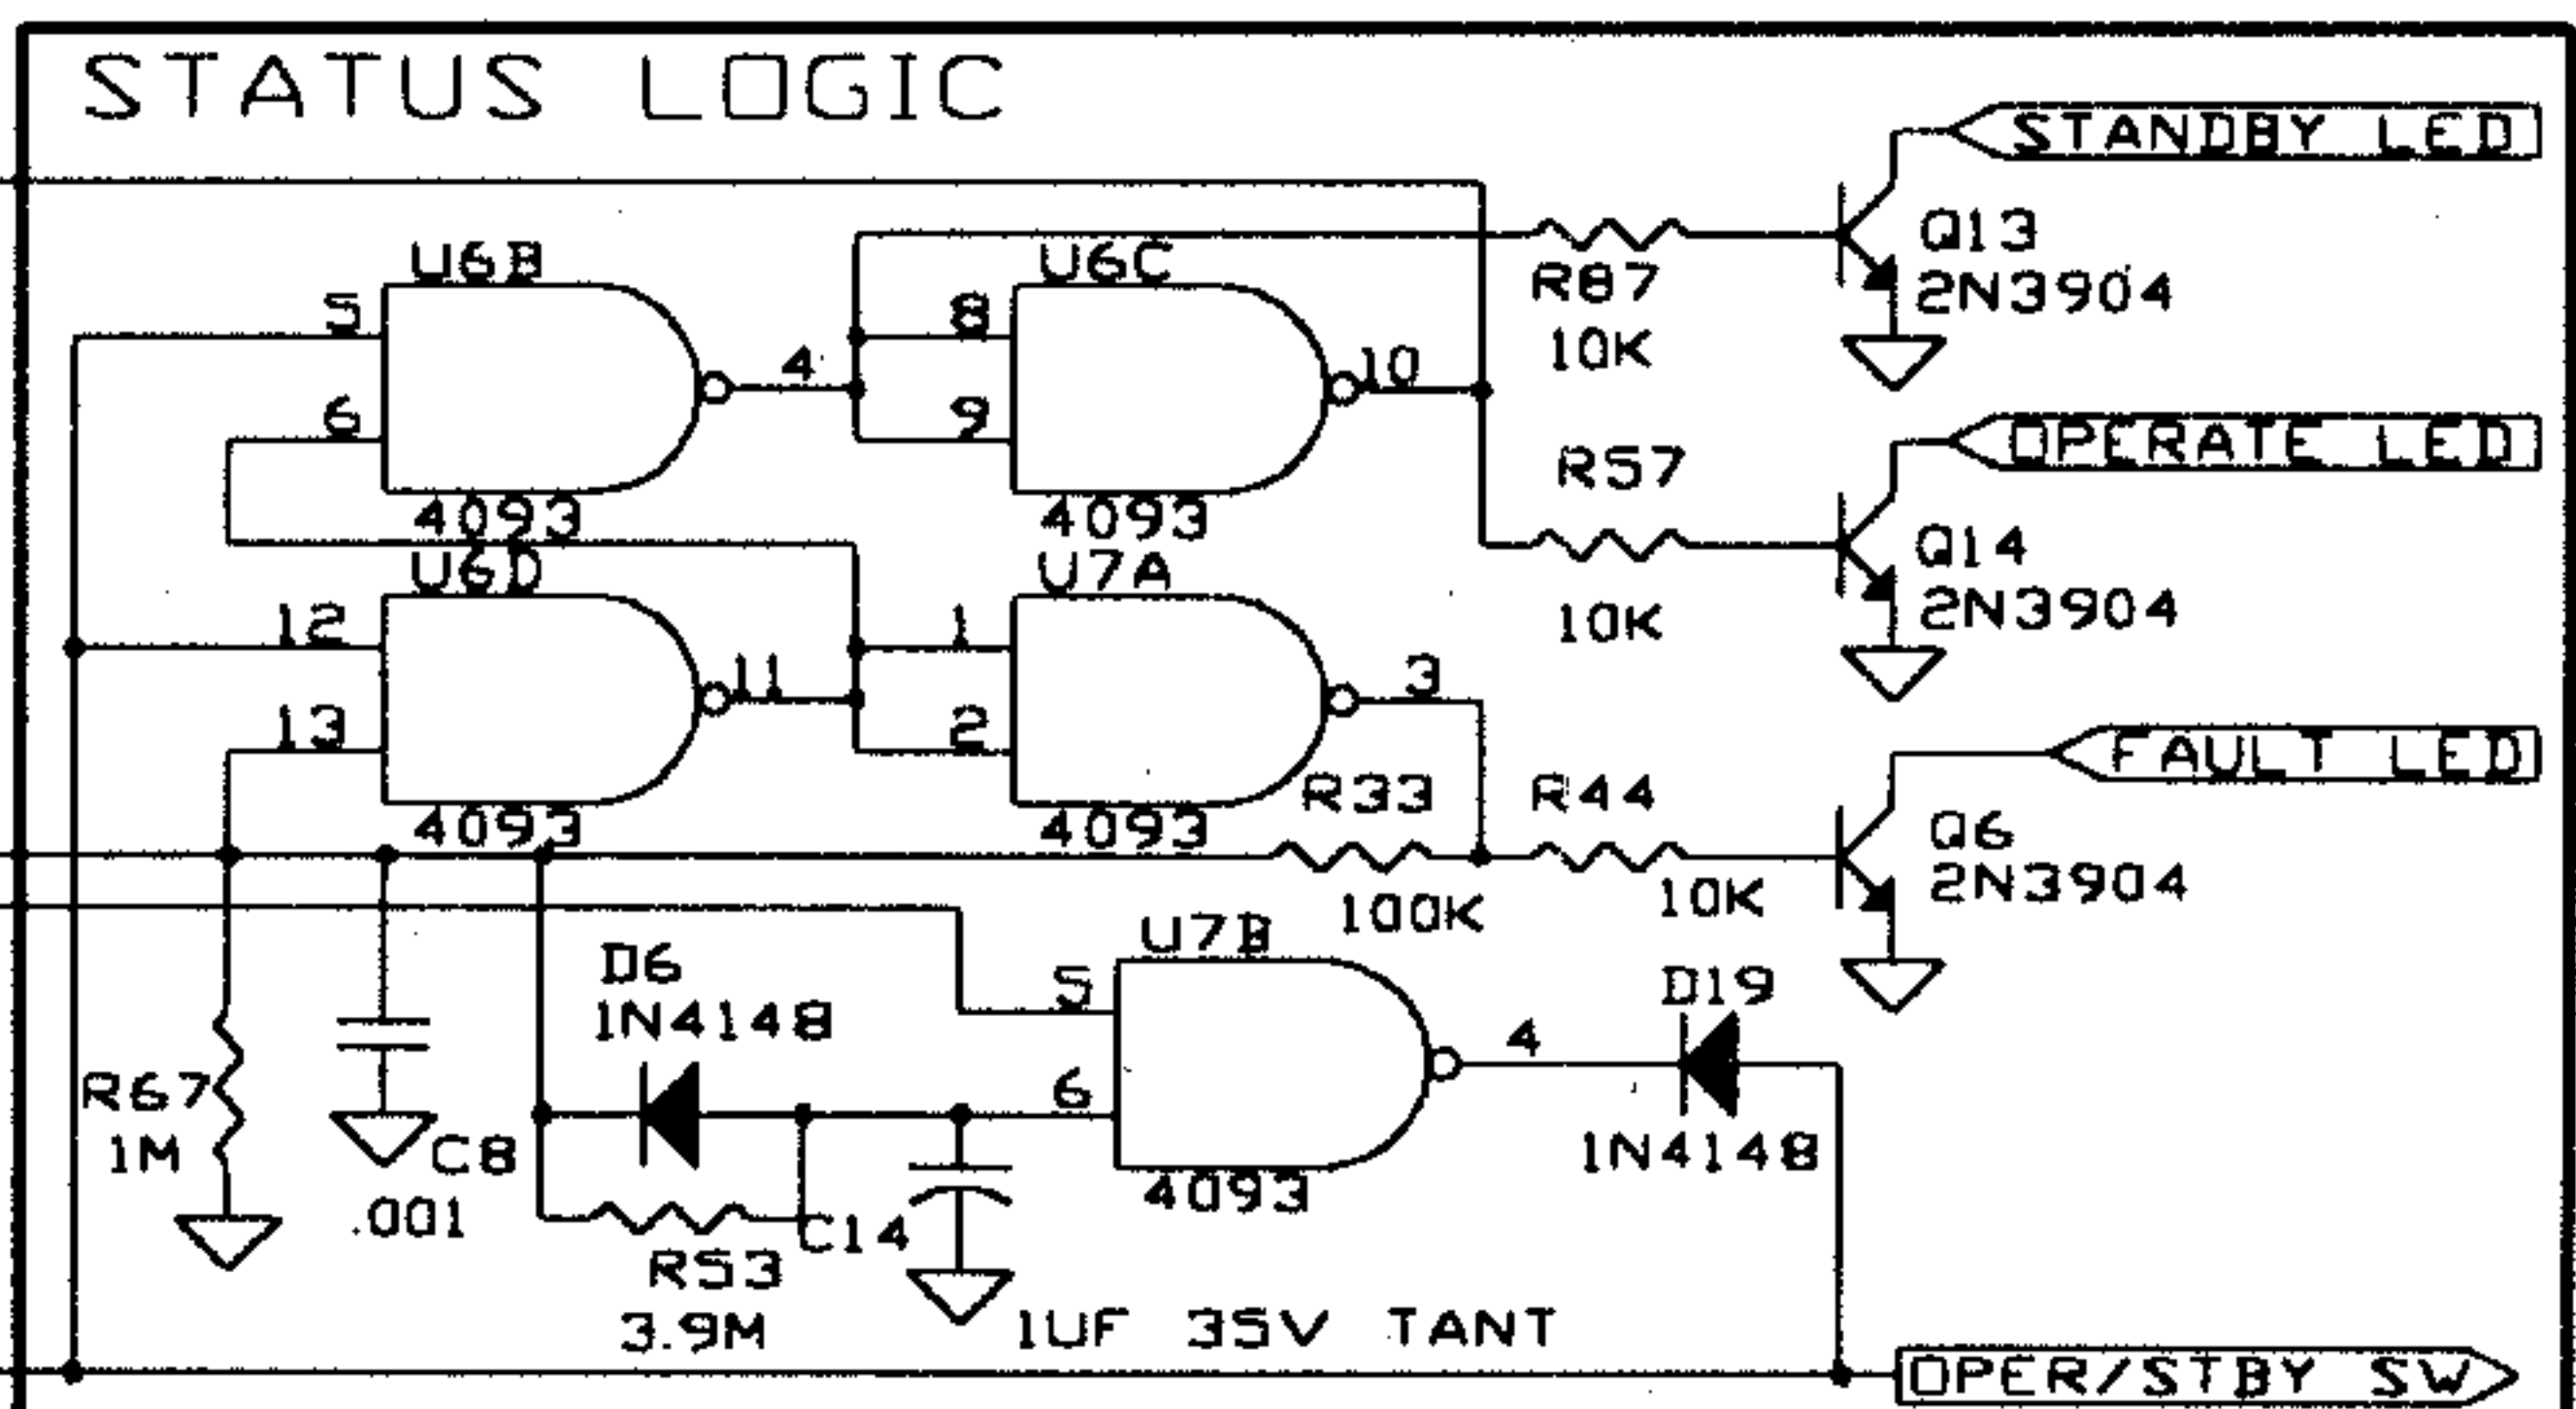 STATUS LOGIC
STANDBY LED
U6B
U6C
Q13
2N3904
R87
10K
5
6
4
8
9
10
4093
4093
OPERATE LED
R57
10K
Q14
2N3904
U6D
U7A
12
13
11
1
2
3
4093
4093
FAULT LED
R33
100K
R44
10K
Q6
2N3904
U7B
D6
1N4148
5
6
4
D19
1N4148
R67
1M
C8
.001
4093
C14
R53
3.9M
1UF 35V TANT
OPER/STBY SW